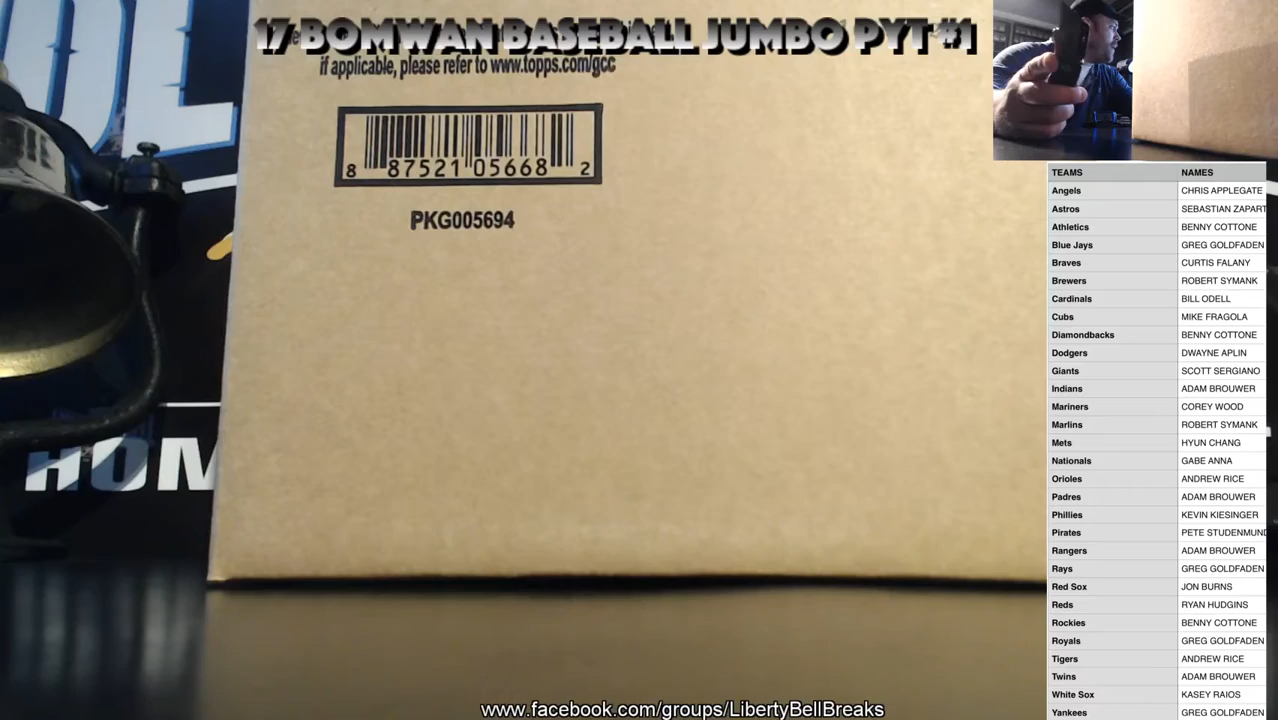 17 BOMWAN BASEBALL JUMBO PYT #1
if applicable, please refer to www.topps.com/gcc
8 87521 05668 2
PKG005694
HOM
TEAMS NAMES
Angels CHRIS APPLEGATE
Astros SEBASTIAN ZAPART
Athletics BENNY COTTONE
Blue Jays GREG GOLDFADEN
Braves CURTIS FALANY
Brewers ROBERT SYMANK
Cardinals BILL ODELL
Cubs MIKE FRAGOLA
Diamondbacks BENNY COTTONE
Dodgers DWAYNE APLIN
Giants SCOTT SERGIANO
Indians ADAM BROUWER
Mariners COREY WOOD
Marlins ROBERT SYMANK
Mets HYUN CHANG
Nationals GABE ANNA
Orioles ANDREW RICE
Padres ADAM BROUWER
Phillies KEVIN KIESINGER
Pirates PETE STUDENMUND
Rangers ADAM BROUWER
Rays GREG GOLDFADEN
Red Sox JON BURNS
Reds RYAN HUDGINS
Rockies BENNY COTTONE
Royals GREG GOLDFADEN
Tigers ANDREW RICE
Twins ADAM BROUWER
White Sox KASEY RAIOS
Yankees GREG GOLDFADEN
www.facebook.com/groups/LibertyBellBreaks